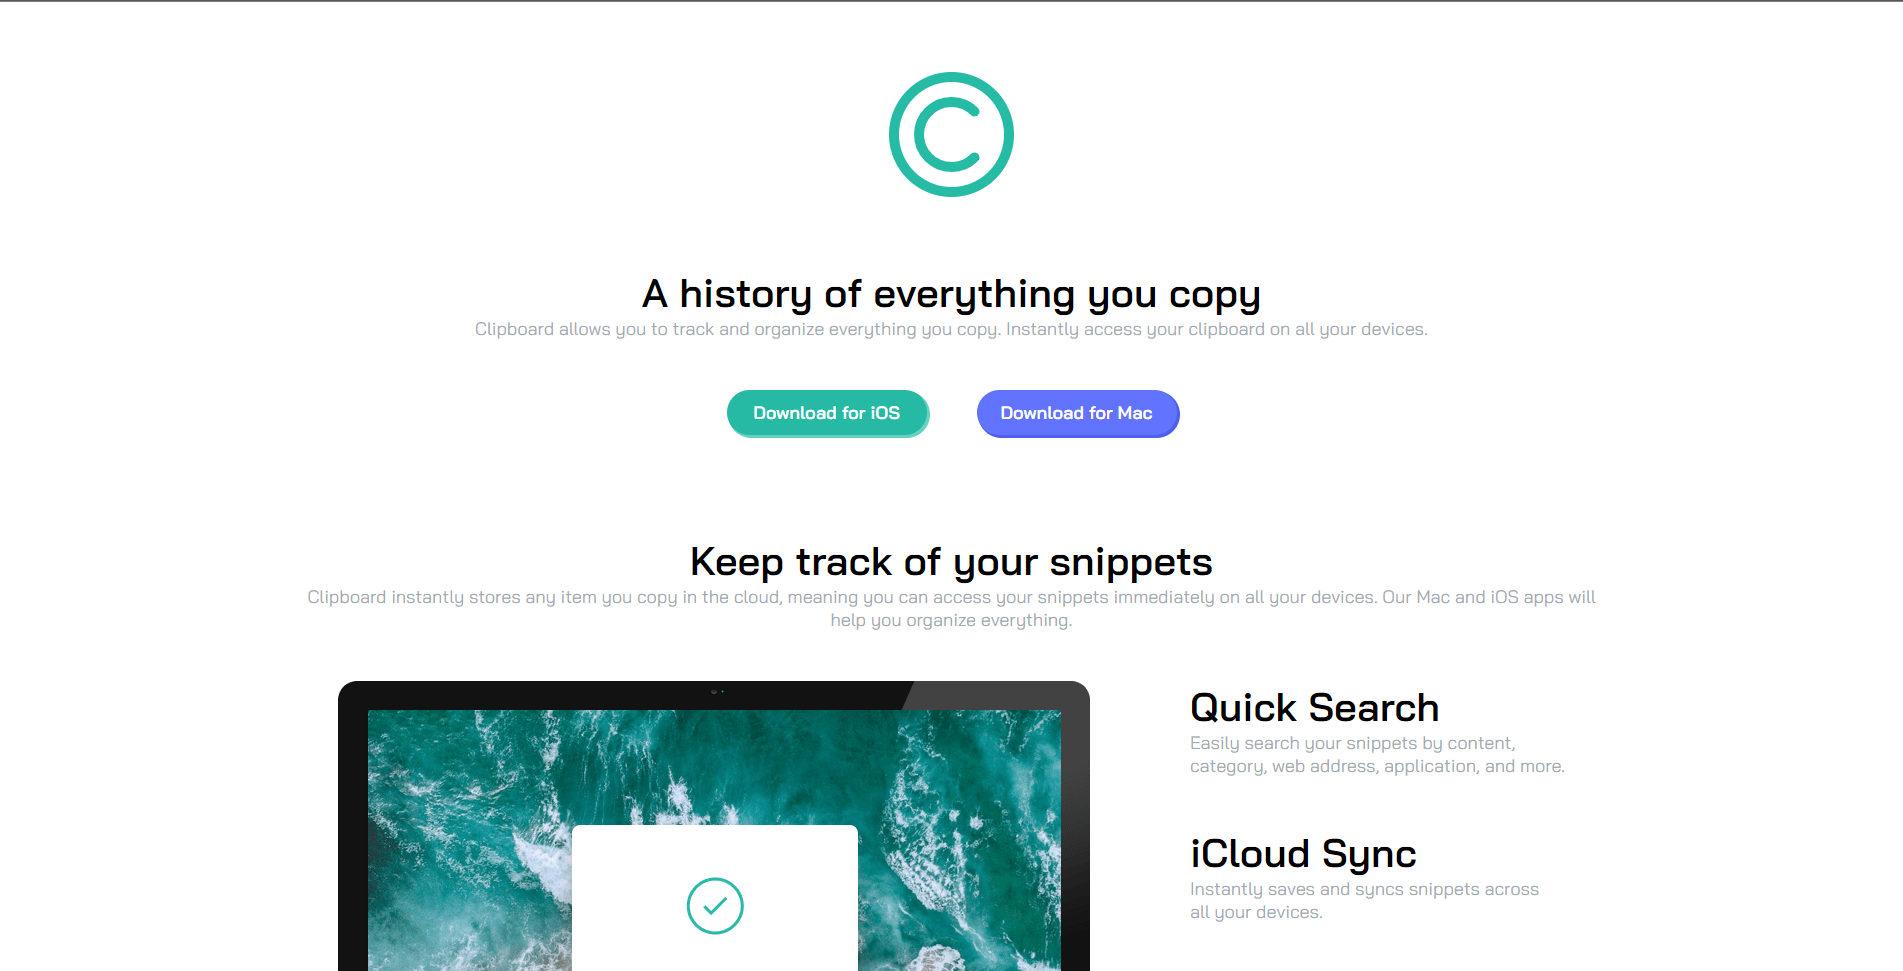 A history of everything you copy
Clipboard allows you to track and organize everything you copy. Instantly access your clipboard on all your devices.
Download for iOS
Download for Mac
Keep track of your snippets
Clipboard instantly stores any item you copy in the cloud, meaning you can access your snippets immediately on all your devices. Our Mac and iOS apps will
help you organize everything.
Quick Search
Easily search your snippets by content,
category, web address, application, and more.
iCloud Sync
Instantly saves and syncs snippets across
all your devices.